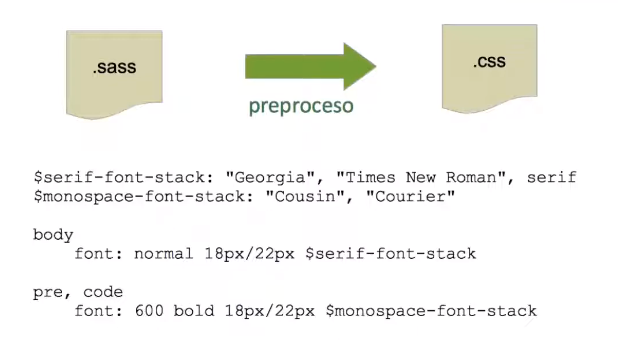 .sass
.css
preproceso
$serif-font-stack: "Georgia", "Times New Roman", serif
$monospace-font-stack: "Cousin", "Courier"
body
font: normal 18px/22px $serif-font-stack
pre, code
font: 600 bold 18px/22px $monospace-font-stack